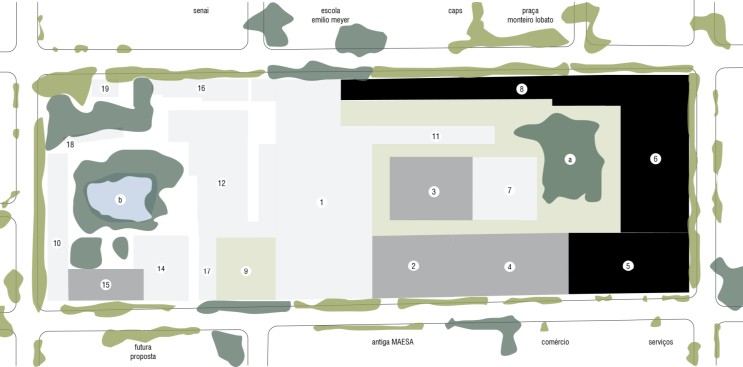 senai
escola
emilio meyer
caps
praça
monteiro lobato
19
16
8
18
11
a
6
12
3
7
b
1
10
14
17
9
2
4
5
15
futura
proposta
antiga MAESA
comércio
serviços